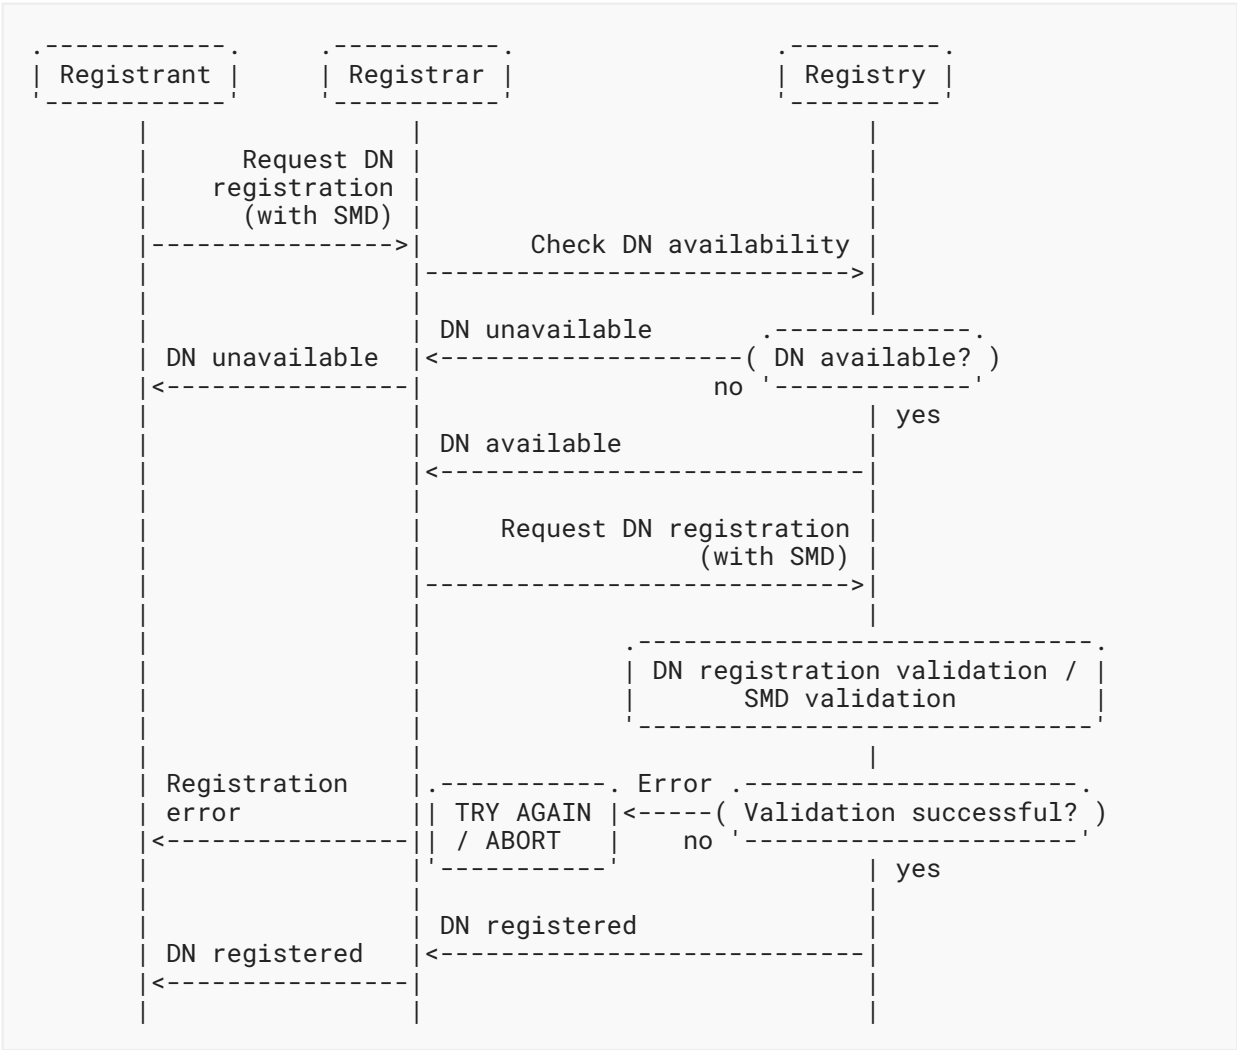 Registrant Registrar Registry
Request DN
registration
(with SMD)
Check DN availability
DN unavailable
DN unavailable DN available?
no
yes
DN available
Request DN registration
(with SMD)
DN registration validation /
SMD validation
Registration Error
error TRY AGAIN Validation successful?
/ ABORT no
yes
DN registered
DN registered